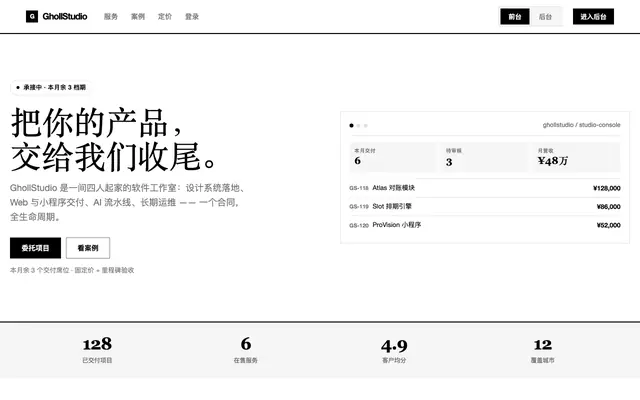 G GhollStudio 服务 案例 定价 登录 前台 后台 进入后台
承接中 · 本月余 3 档期
把你的产品，
交给我们收尾。
GhollStudio 是一间四人起家的软件工作室：设计系统落地、
Web 与小程序交付、AI 流水线、长期运维 —— 一个合同，
全生命周期。
委托项目 看案例
本月余 3 个交付席位 · 固定价 + 里程碑验收
ghollstudio / studio-console
本月交付 待审核 月营收
6 3 ¥48万
GS-118 Atlas 对账模块 ¥128,000
GS-119 Slot 排期引擎 ¥86,000
GS-120 ProVision 小程序 ¥52,000
128 6 4.9 12
已交付项目 在售服务 客户均分 覆盖城市